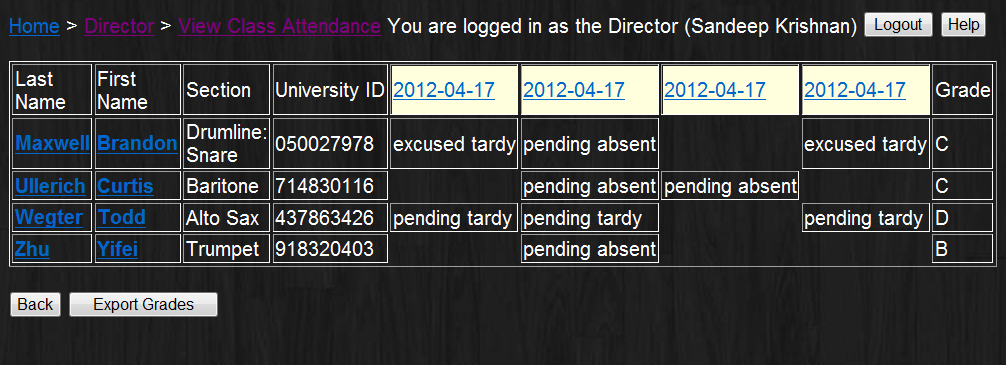 Home > Director > View Class Attendance You are logged in as the Director (Sandeep Krishnan) Logout Help
Last Name First Name Section University ID 2012-04-17 2012-04-17 2012-04-17 2012-04-17 Grade
Maxwell Brandon Drumline: Snare 050027978 excused tardy pending absent excused tardy C
Ullerich Curtis Baritone 714830116 pending absent pending absent C
Wegter Todd Alto Sax 437863426 pending tardy pending tardy pending tardy D
Zhu Yifei Trumpet 918320403 pending absent B
Back Export Grades